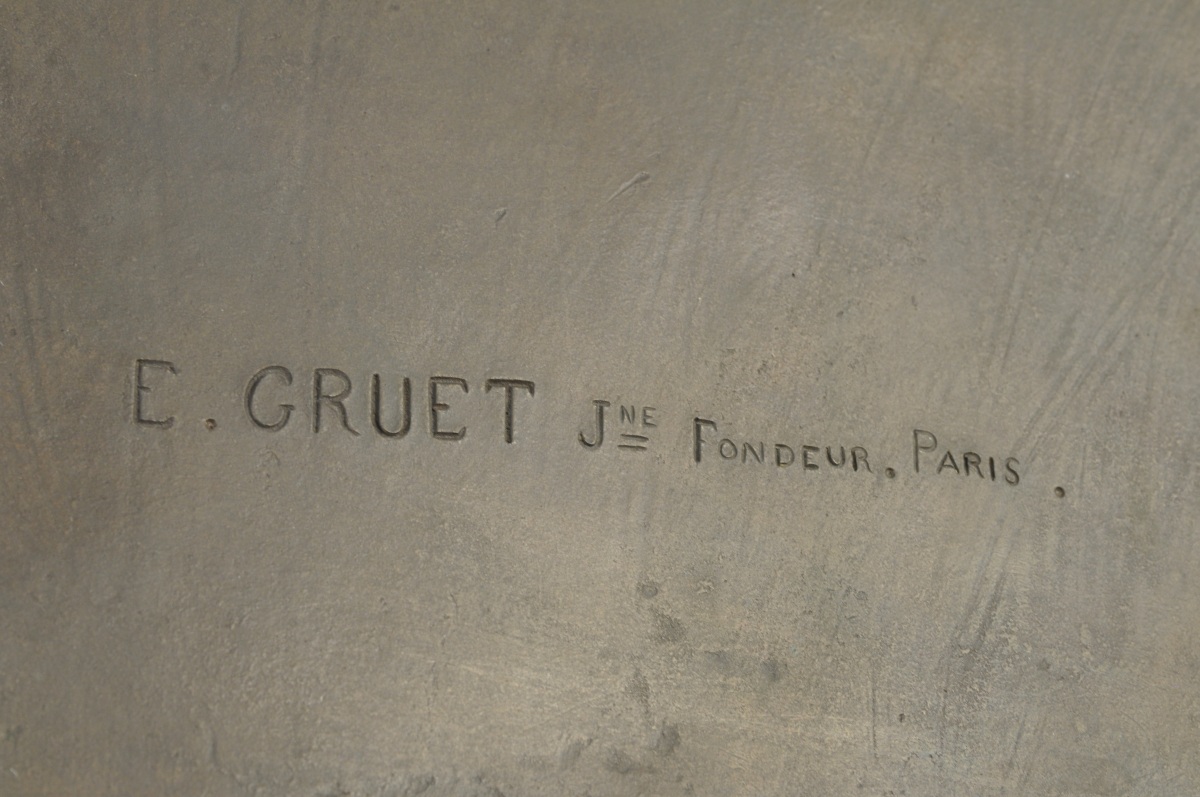 E. GRUET JNE FONDEUR. PARIS.